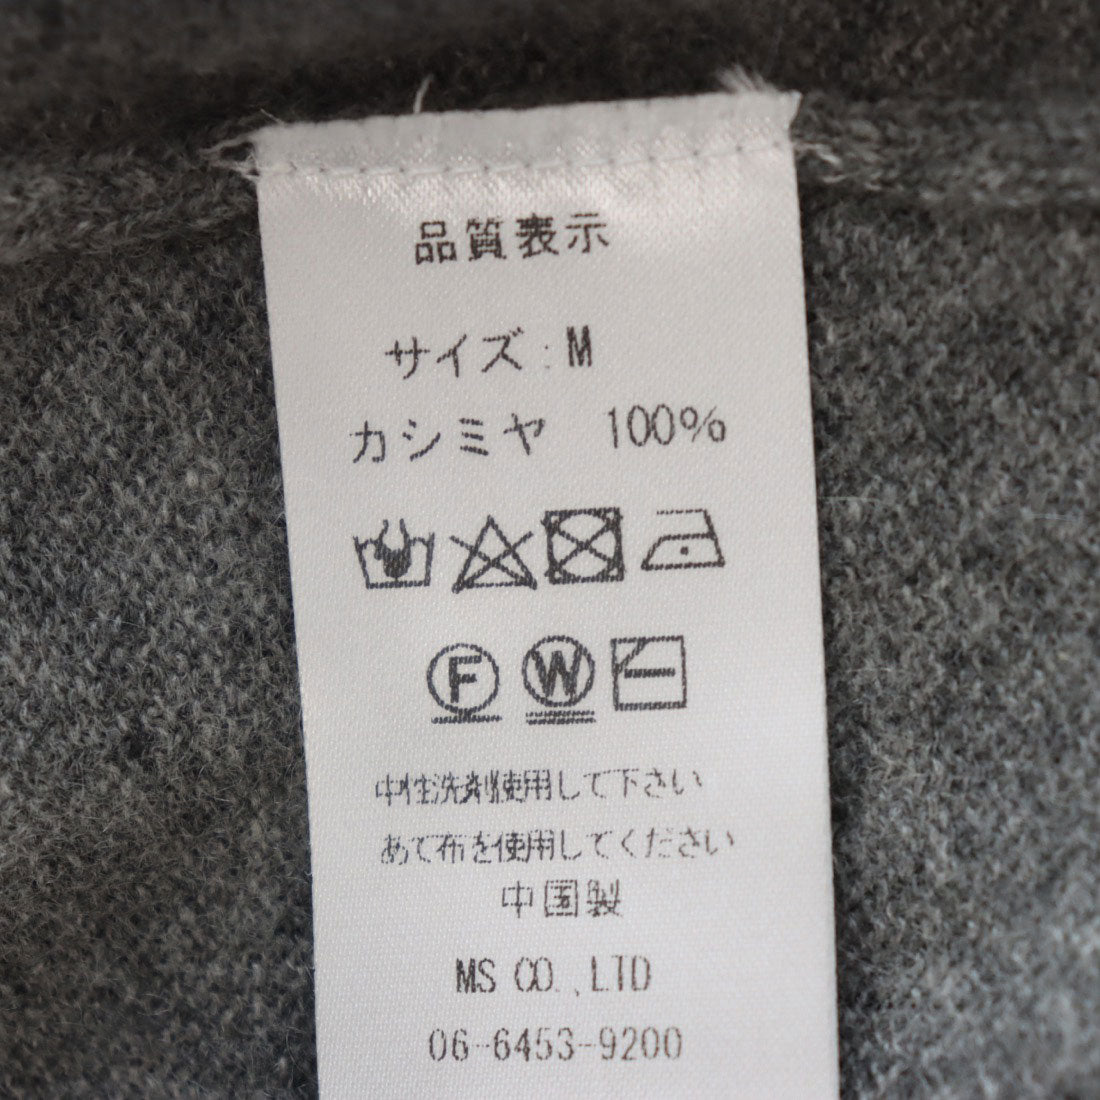 品質表示
サイズ:M
カシミヤ 100%
F W
中性洗剤使用して下さい
あて布を使用してください
中国製
MS CO.,LTD
06-6453-9200